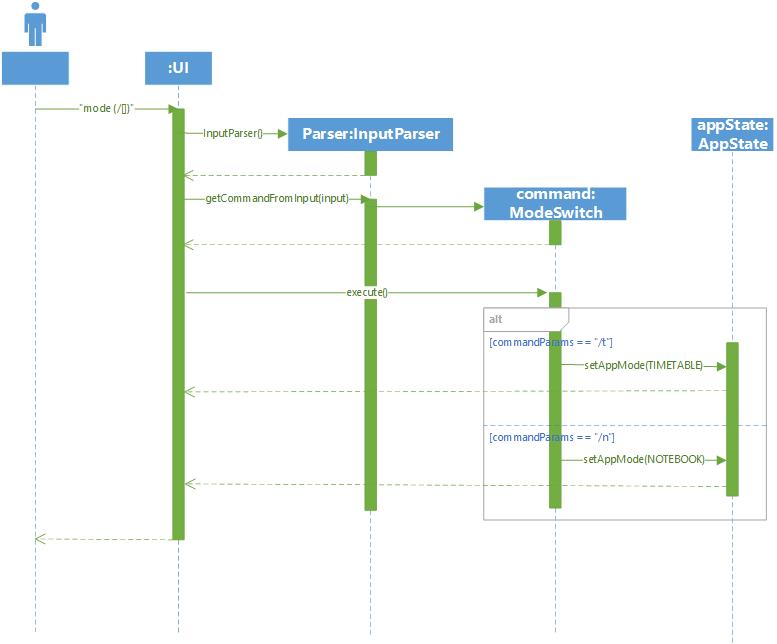 :UI
"mode (/[])"
InputParser()
Parser:InputParser
appState:
AppState
getCommandFromInput(input)
command:
ModeSwitch
execute()
alt
[commandParams == "/t"]
setAppMode(TIMETABLE)
[commandParams == "/n"]
setAppMode(NOTEBOOK)